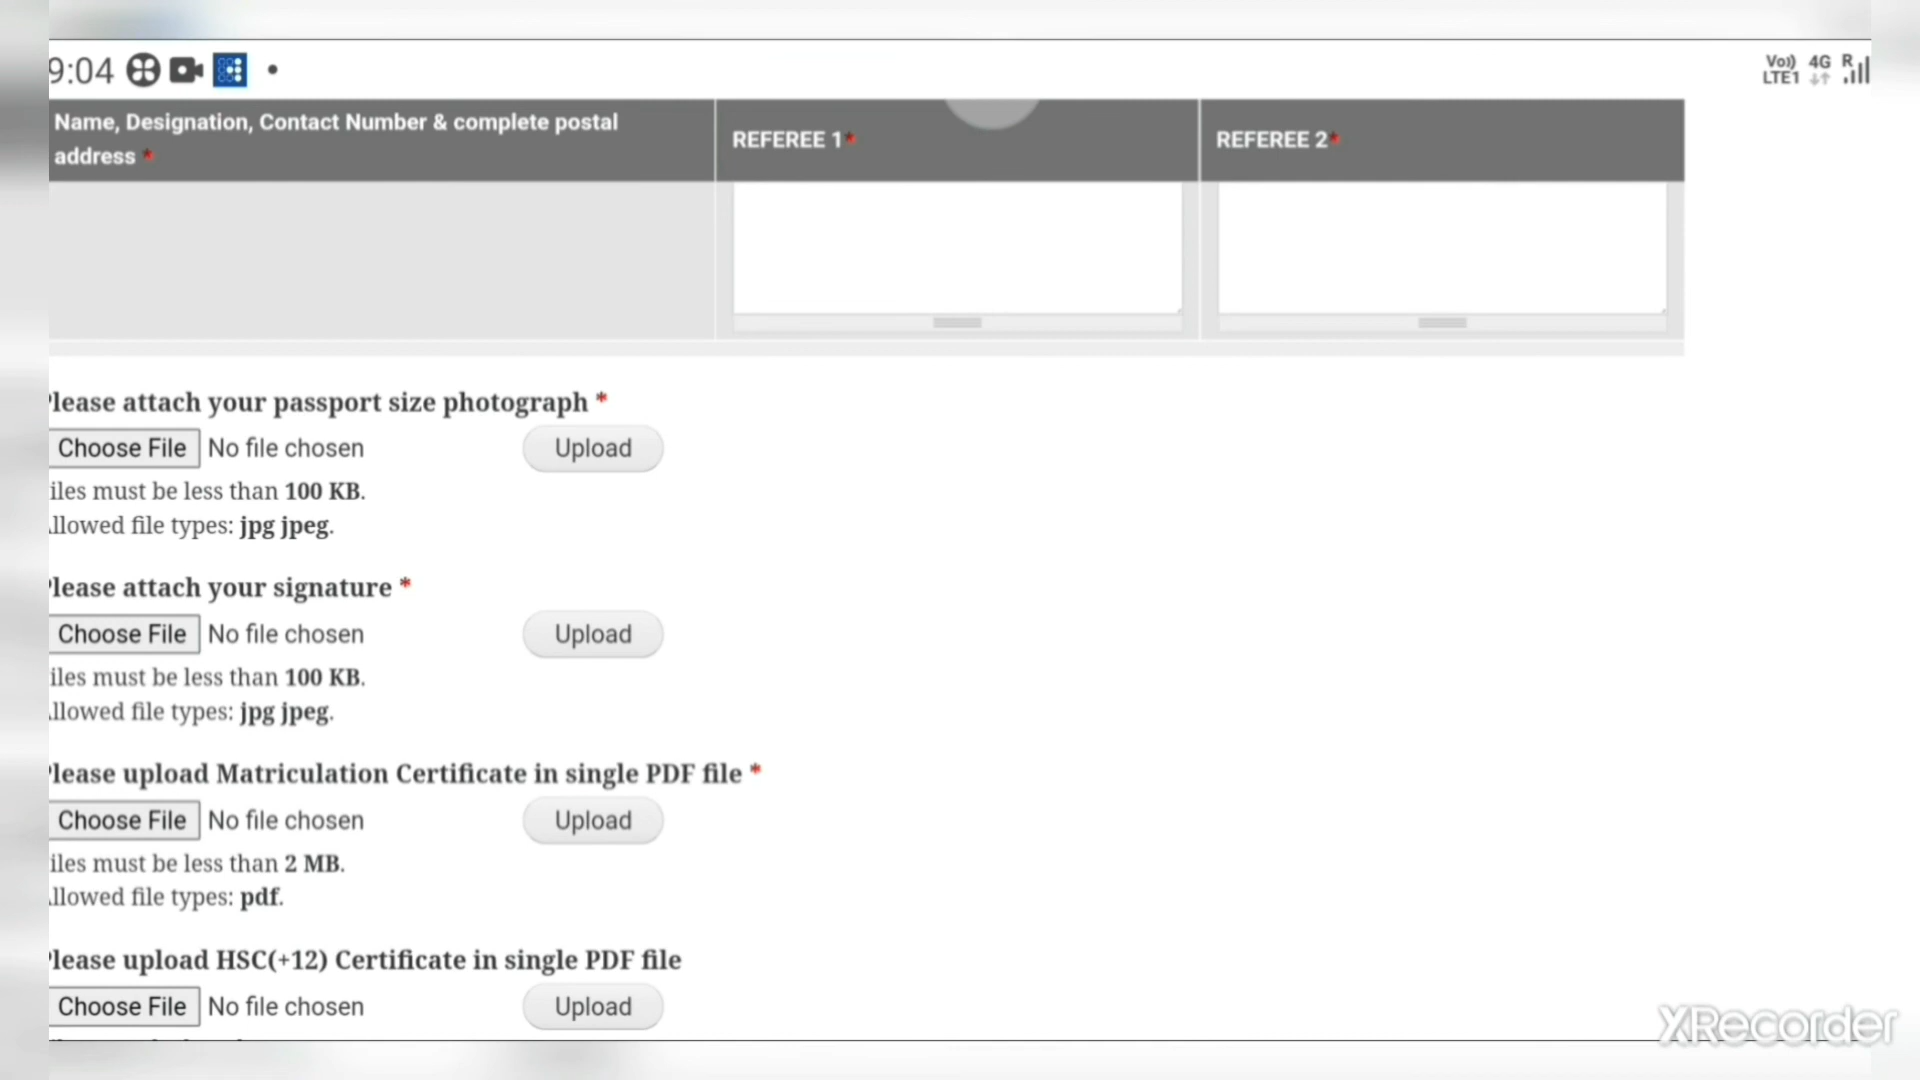 9:04
Vo)) 4G R
LTE1
Name, Designation, Contact Number & complete postal
address *
REFEREE 1*
REFEREE 2*
lease attach your passport size photograph *
Choose File No file chosen Upload
iles must be less than 100 KB.
llowed file types: jpg jpeg.
lease attach your signature *
Choose File No file chosen Upload
iles must be less than 100 KB.
llowed file types: jpg jpeg.
lease upload Matriculation Certificate in single PDF file *
Choose File No file chosen Upload
iles must be less than 2 MB.
llowed file types: pdf.
lease upload HSC(+12) Certificate in single PDF file
Choose File No file chosen Upload
XRecorder